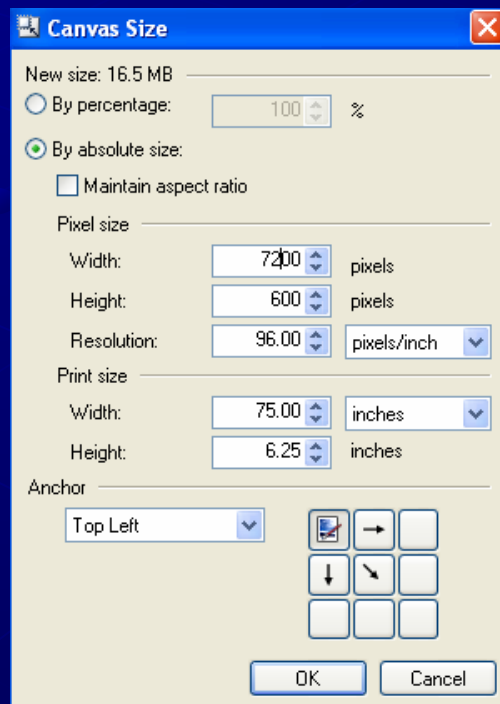 Canvas Size
New size: 16.5 MB
By percentage: 100 %
By absolute size:
Maintain aspect ratio
Pixel size
Width: 7200 pixels
Height: 600 pixels
Resolution: 96.00 pixels/inch
Print size
Width: 75.00 inches
Height: 6.25 inches
Anchor
Top Left
OK Cancel